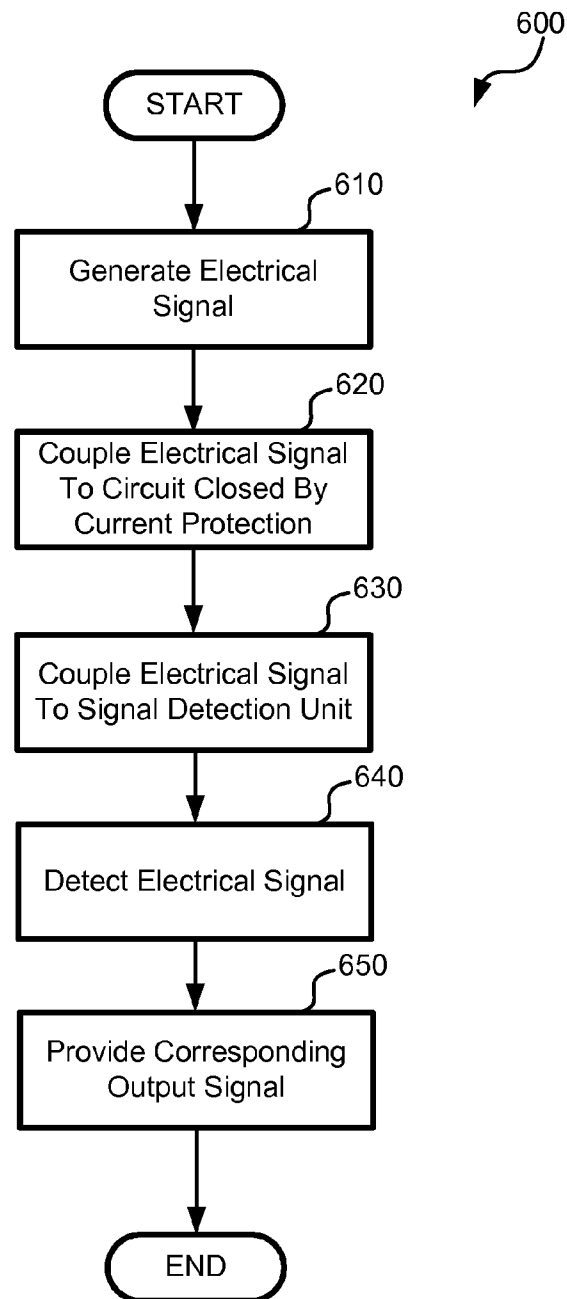 600
START
610
Generate Electrical
Signal
620
Couple Electrical Signal
To Circuit Closed By
Current Protection
630
Couple Electrical Signal
To Signal Detection Unit
640
Detect Electrical Signal
650
Provide Corresponding
Output Signal
END